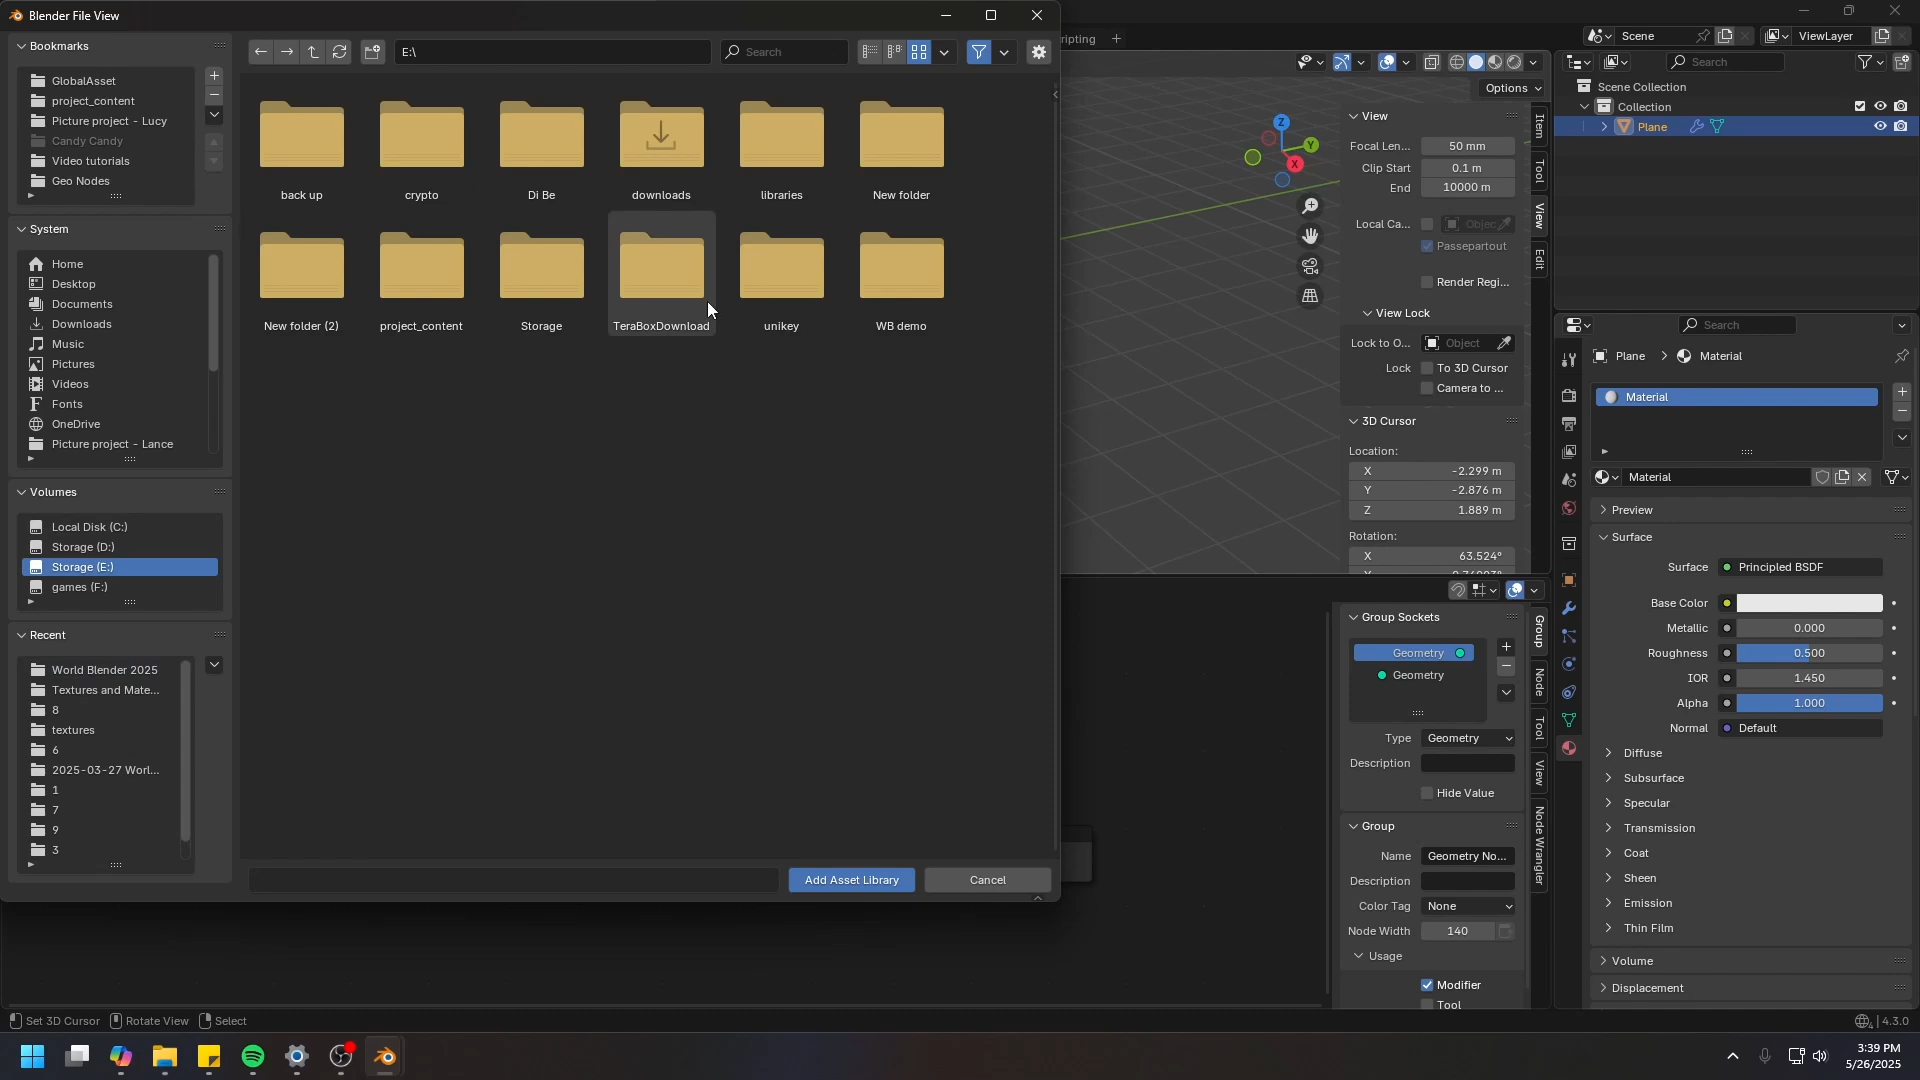 Blender File View
Bookmarks
GlobalAsset
project_content
Picture project - Lucy
Candy Candy
Video tutorials
Geo Nodes
System
Home
Desktop
Documents
Downloads
Music
Pictures
Videos
Fonts
OneDrive
Picture project - Lance
Volumes
Local Disk (C:)
Storage (D:)
Storage (E:)
games (F:)
Recent
World Blender 2025
Textures and Mate...
8
textures
6
2025-03-27 Worl...
1
7
9
3
E:\
Search
back up
crypto
Di Be
downloads
libraries
New folder
New folder (2)
project_content
Storage
TeraBoxDownload
unikey
WB demo
Add Asset Library
Cancel
ripting
Options
View
Focal Len... 50 mm
Clip Start 0.1 m
End 10000 m
Local Ca... Objec
Passepartout
Render Regi...
View Lock
Lock to O... Object
Lock To 3D Cursor
Camera to ...
3D Cursor
Location:
X -2.299 m
Y -2.876 m
Z 1.889 m
Rotation:
X 63.524°
Item
Tool
View
Edit
Z
Y
X
Group Sockets
Geometry
Geometry
Type Geometry
Description
Hide Value
Group
Name Geometry No...
Description
Color Tag None
Node Width 140
Usage
Modifier
Tool
Group
Node
Tool
View
Node Wrangler
Scene
ViewLayer
Search
Scene Collection
Collection
Plane
Search
Plane
Material
Material
Material
Preview
Surface
Surface Principled BSDF
Base Color
Metallic 0.000
Roughness 0.500
IOR 1.450
Alpha 1.000
Normal Default
Diffuse
Subsurface
Specular
Transmission
Coat
Sheen
Emission
Thin Film
Volume
Displacement
Set 3D Cursor
Rotate View
Select
4.3.0
3:39 PM
5/26/2025